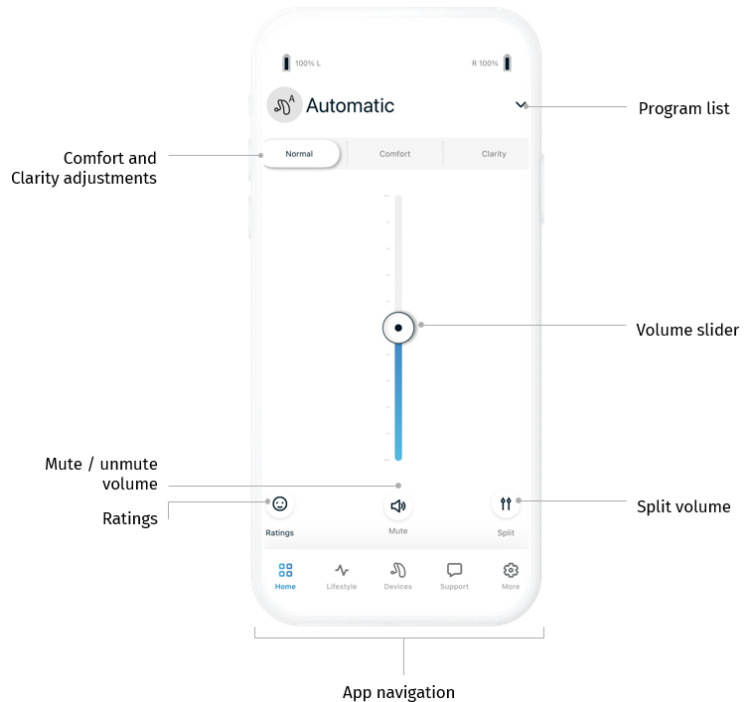 100% L
R 100%
A
Automatic
Program list
Normal
Comfort
Clarity
Comfort and
Clarity adjustments
Volume slider
Mute / unmute
volume
Ratings
Split volume
Ratings
Mute
Split
Home
Lifestyle
Devices
Support
More
App navigation